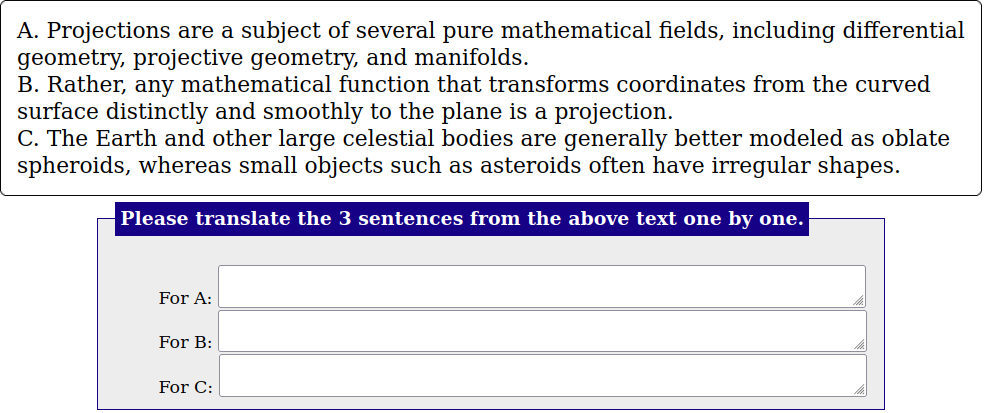 A. Projections are a subject of several pure mathematical fields, including differential
geometry, projective geometry, and manifolds.
B. Rather, any mathematical function that transforms coordinates from the curved
surface distinctly and smoothly to the plane is a projection.
C. The Earth and other large celestial bodies are generally better modeled as oblate
spheroids, whereas small objects such as asteroids often have irregular shapes.
Please translate the 3 sentences from the above text one by one.
For A:
For B:
For C: